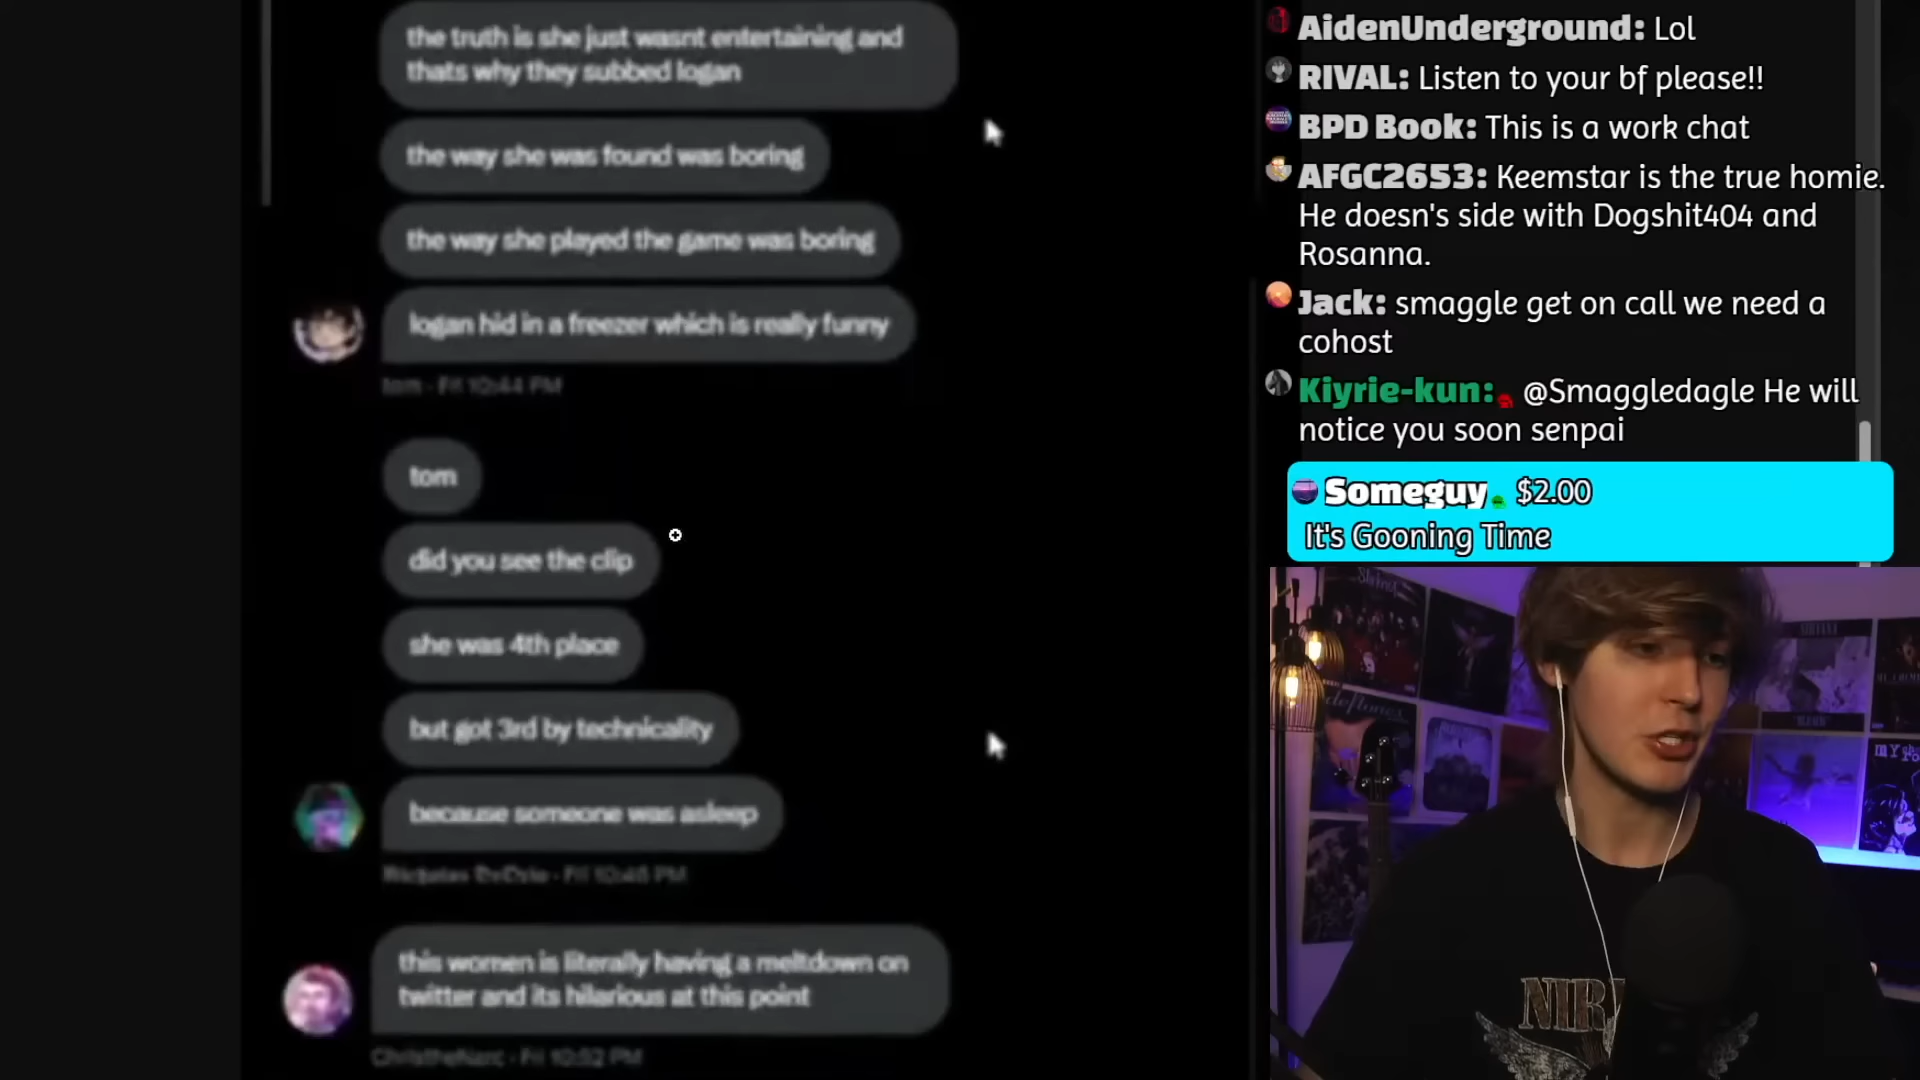 the truth is she just wasnt entertaining and
thats why they subbed logan
the way she was found was boring
the way she played the game was boring
logan hid in a freezer which is really funny
tom · Fri 10:44 PM
tom
did you see the clip
she was 4th place
but got 3rd by technicality
because someone was asleep
Fri 10:46 PM
this women is literally having a meltdown on
twitter and its hilarious at this point
ChristheNarc · Fri 10:52 PM
AidenUnderground: Lol
RIVAL: Listen to your bf please!!
BPD Book: This is a work chat
AFGC2653: Keemstar is the true homie.
He doesn's side with Dogshit404 and
Rosanna.
Jack: smaggle get on call we need a
cohost
Kiyrie-kun: @Smaggledagle He will
notice you soon senpai
Someguy $2.00
It's Gooning Time
deftones
NIR